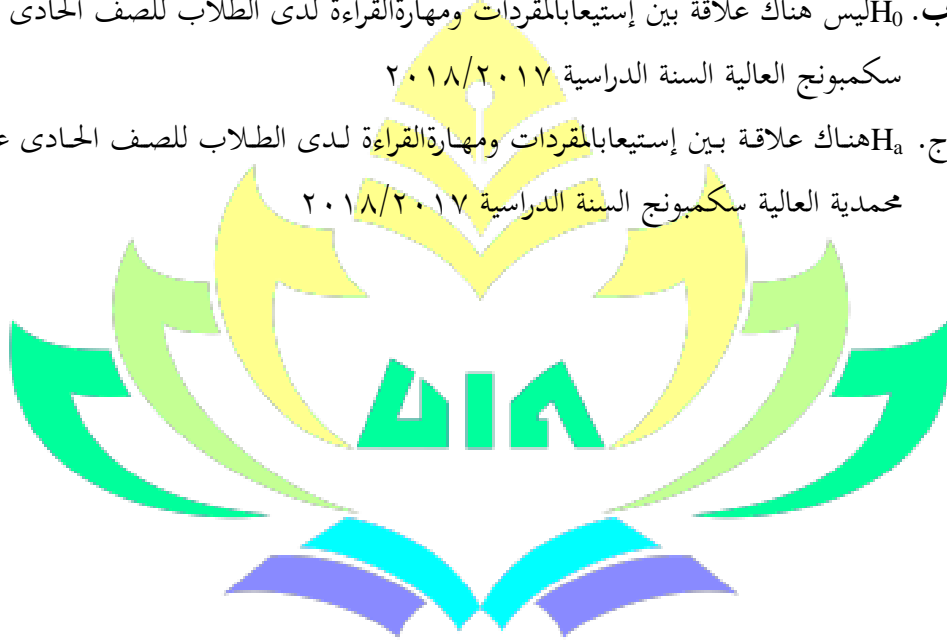 ب. H₀ليس هناك علاقة بين إستيعابالمقردات ومهارةالقراءة لدى الطلاب للصف الحادى
سكمبونج العالية السنة الدراسية ٢٠١٨/٢٠١٧
ج. Hₐهناك علاقة بين إستيعابالمقردات ومهارةالقراءة لدى الطلاب للصف الحادى
محمدية العالية سكمبونج السنة الدراسية ٢٠١٨/٢٠١٧